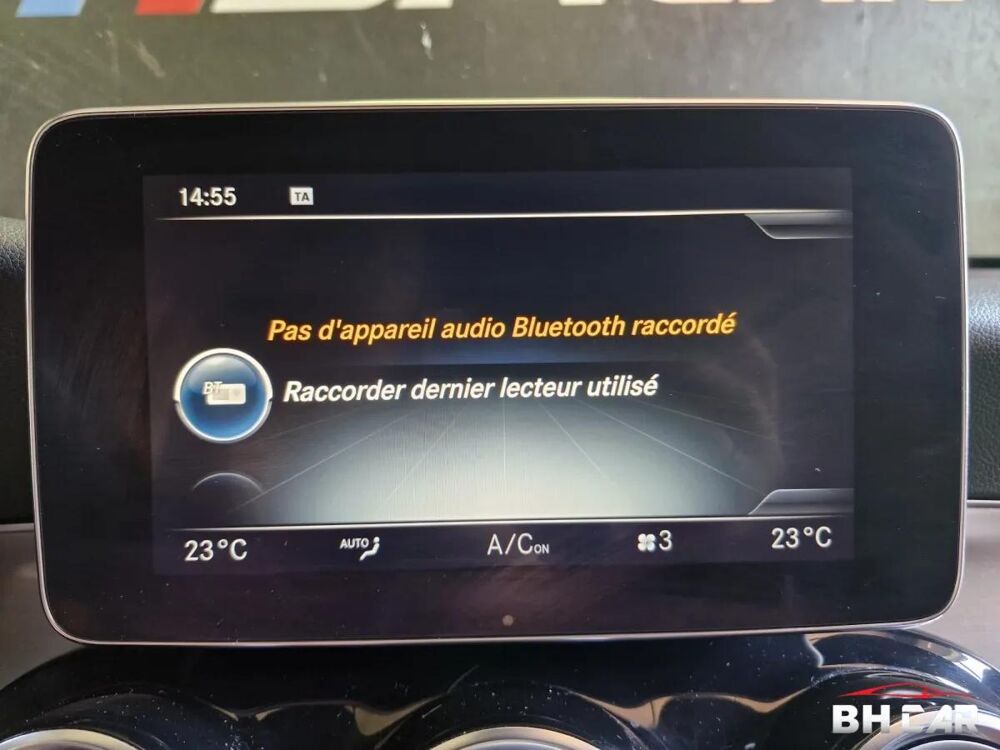 14:55 TA
Pas d'appareil audio Bluetooth raccordé
BT
Raccorder dernier lecteur utilisé
23°C AUTO A/C ON 3 23°C
BH CAR